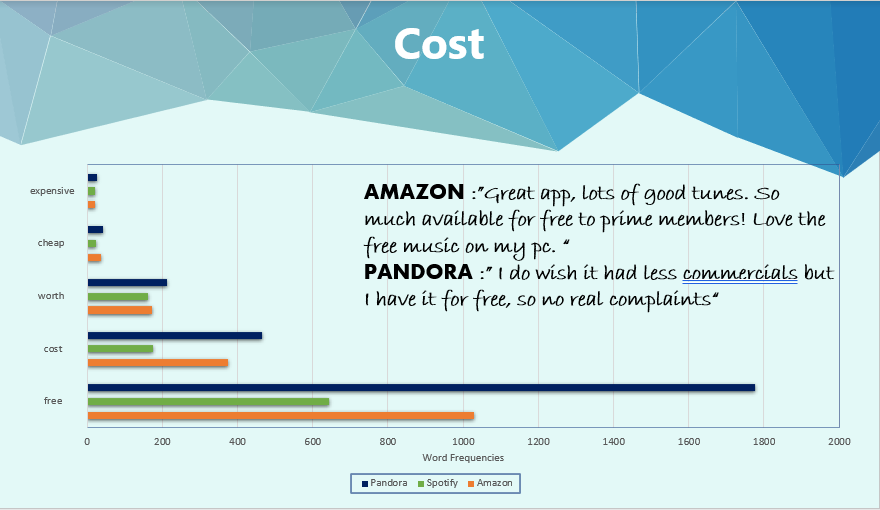 Cost
AMAZON :"Great app, lots of good tunes. So
much available for free to prime members! Love the
free music on my pc. "
PANDORA :" I do wish it had less commercials but
I have it for free, so no real complaints"
expensive
cheap
worth
cost
free
0 200 400 600 800 1000 1200 1400 1600 1800 2000
Word Frequencies
Pandora Spotify Amazon